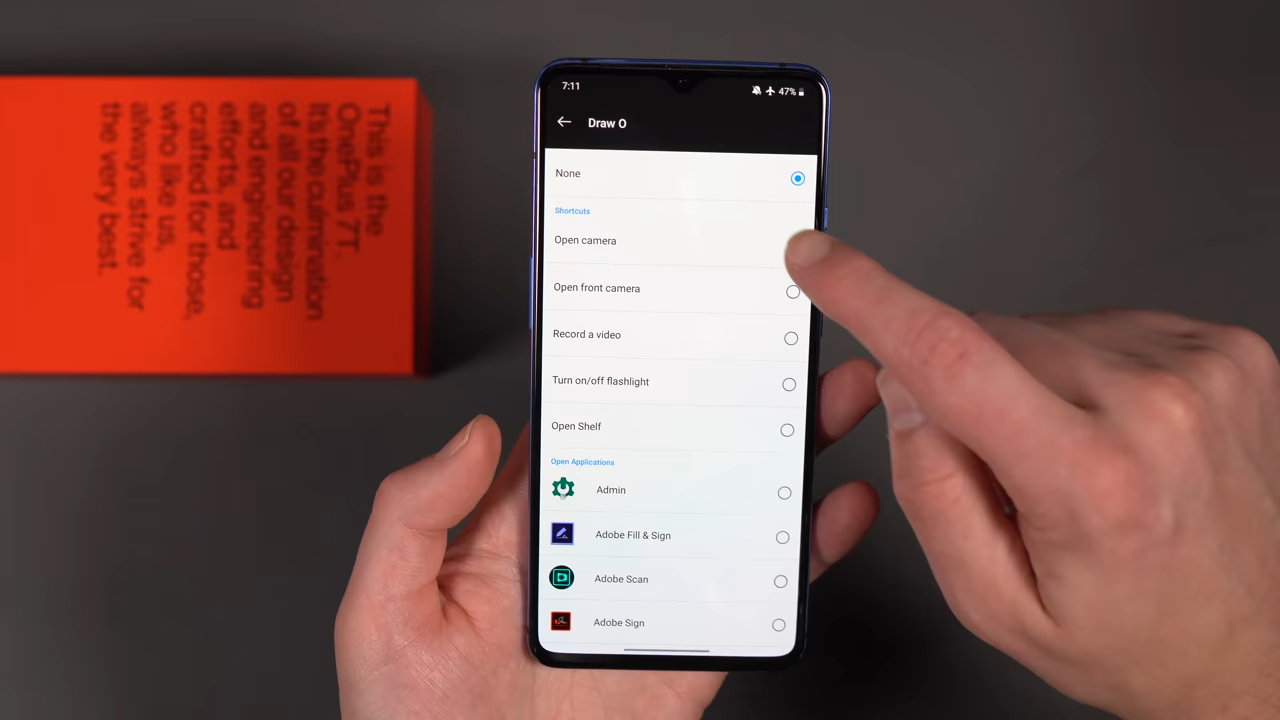 This is the
OnePlus 7T.
It's the culmination
of all our design
and engineering
efforts, and
crafted for those,
who like us,
always strive for
the very best.
7:11
47%
Draw O
None
Shortcuts
Open camera
Open front camera
Record a video
Turn on/off flashlight
Open Shelf
Open Applications
Admin
Adobe Fill & Sign
Adobe Scan
Adobe Sign